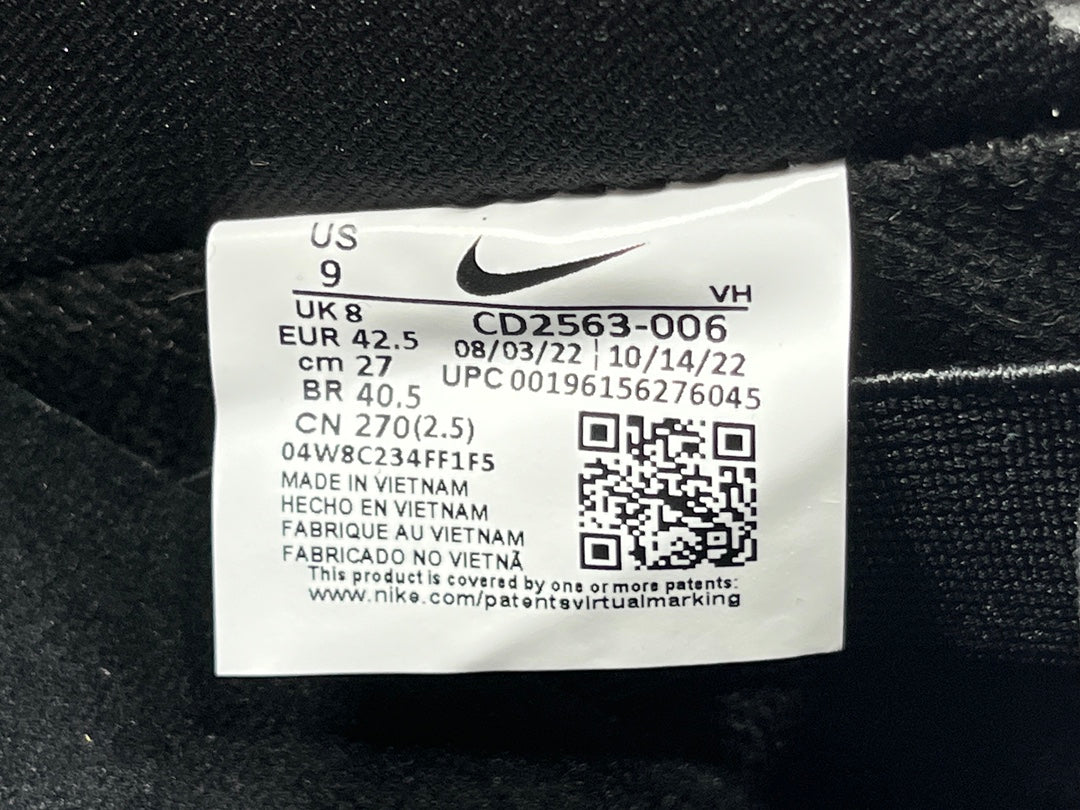 US
9
VH
UK 8
CD2563-006
EUR 42.5
08/03/22 | 10/14/22
cm 27
UPC 00196156276045
BR 40.5
CN 270(2.5)
04W8C234FF1F5
MADE IN VIETNAM
HECHO EN VIETNAM
FABRIQUE AU VIETNAM
FABRICADO NO VIETNÃ
This product is covered by one or more patents:
www.nike.com/patentsvirtualmarking